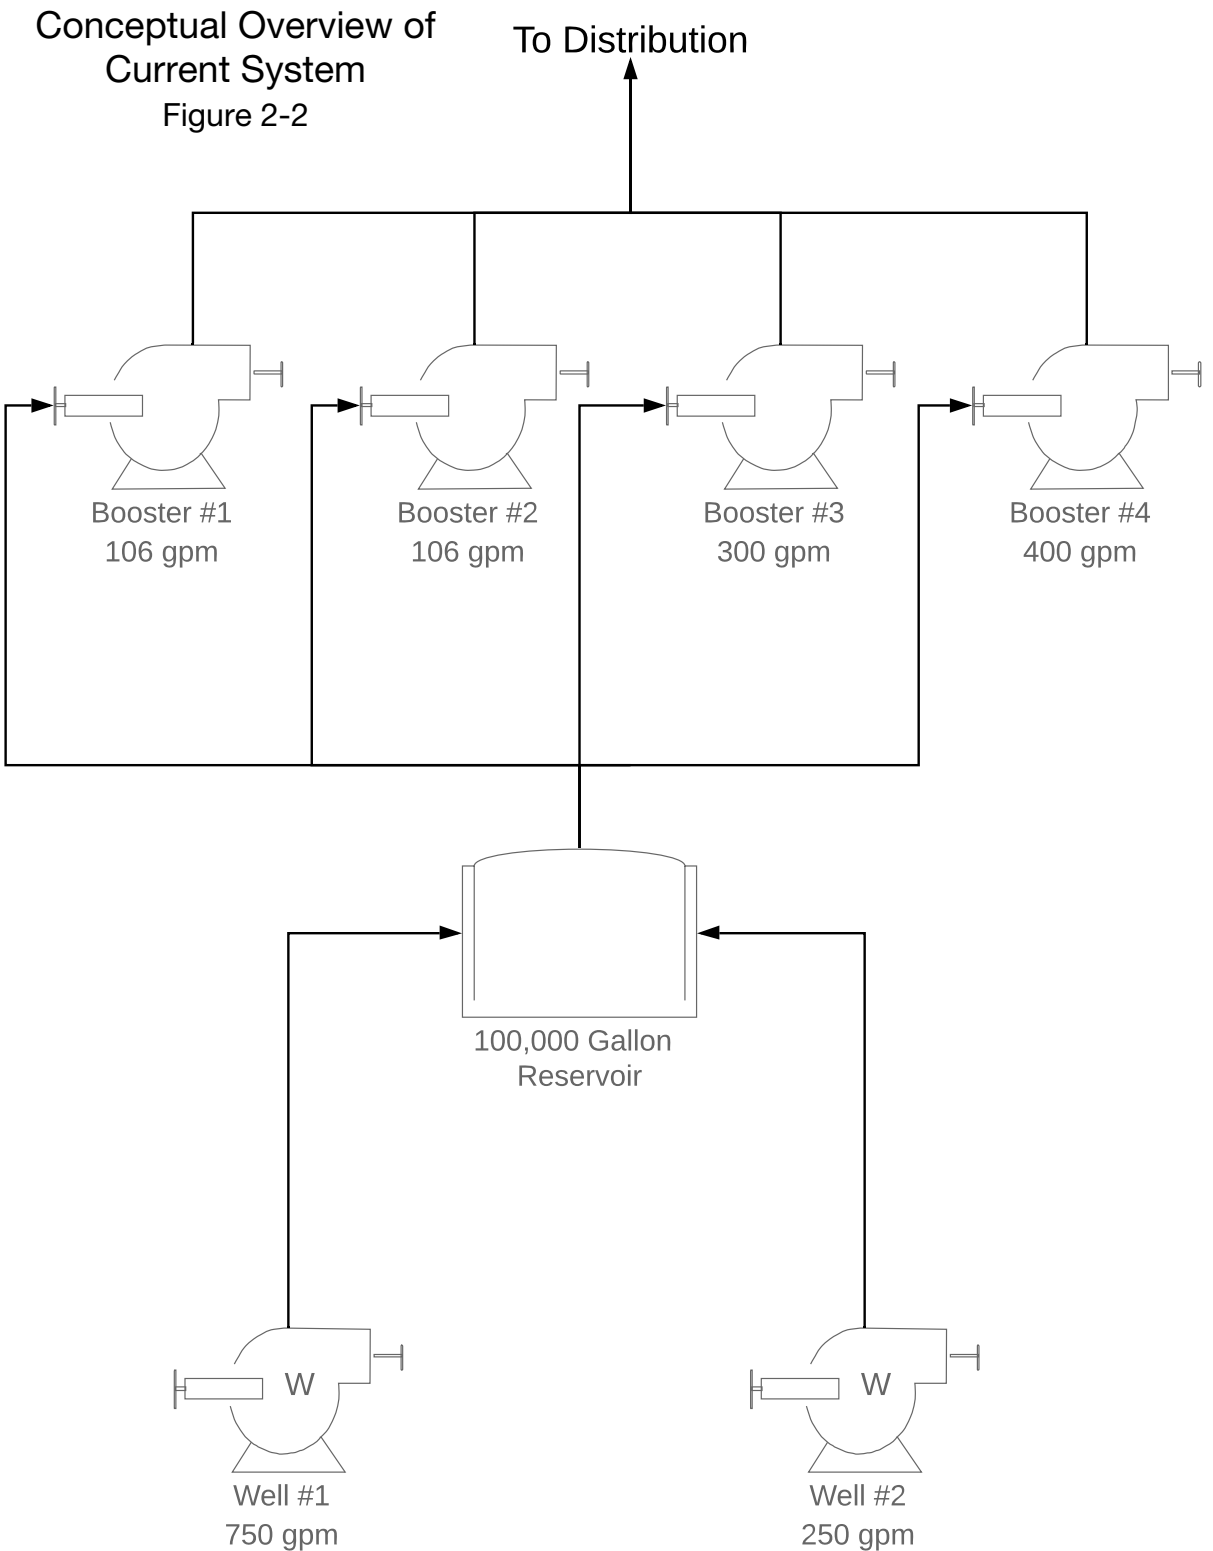 Conceptual Overview of
Current System
Figure 2-2
To Distribution
Booster #1
106 gpm
Booster #2
106 gpm
Booster #3
300 gpm
Booster #4
400 gpm
100,000 Gallon
Reservoir
W
Well #1
750 gpm
W
Well #2
250 gpm